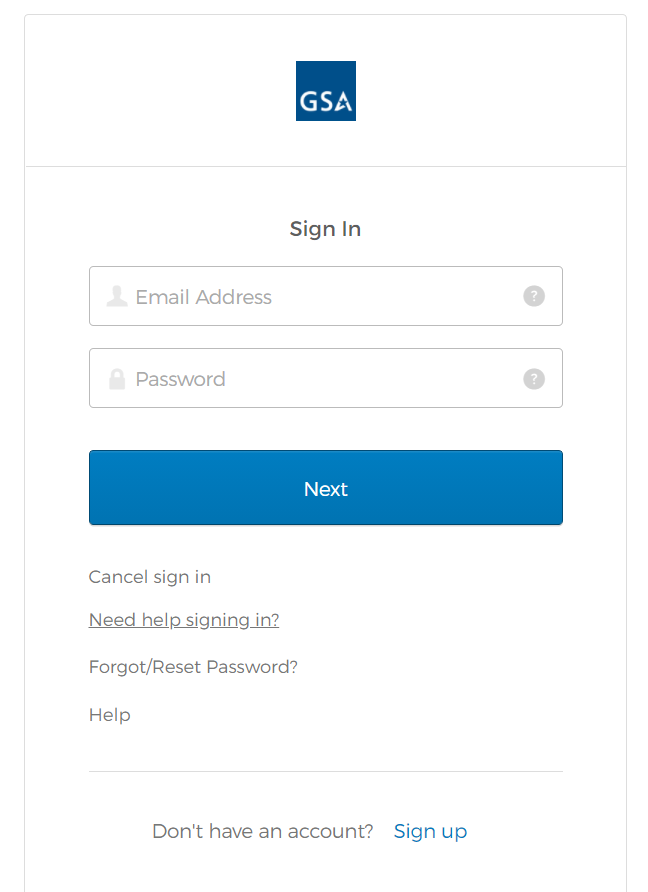 GSA
Sign In
Email Address ?
Password ?
Next
Cancel sign in
Need help signing in?
Forgot/Reset Password?
Help
Don't have an account? Sign up